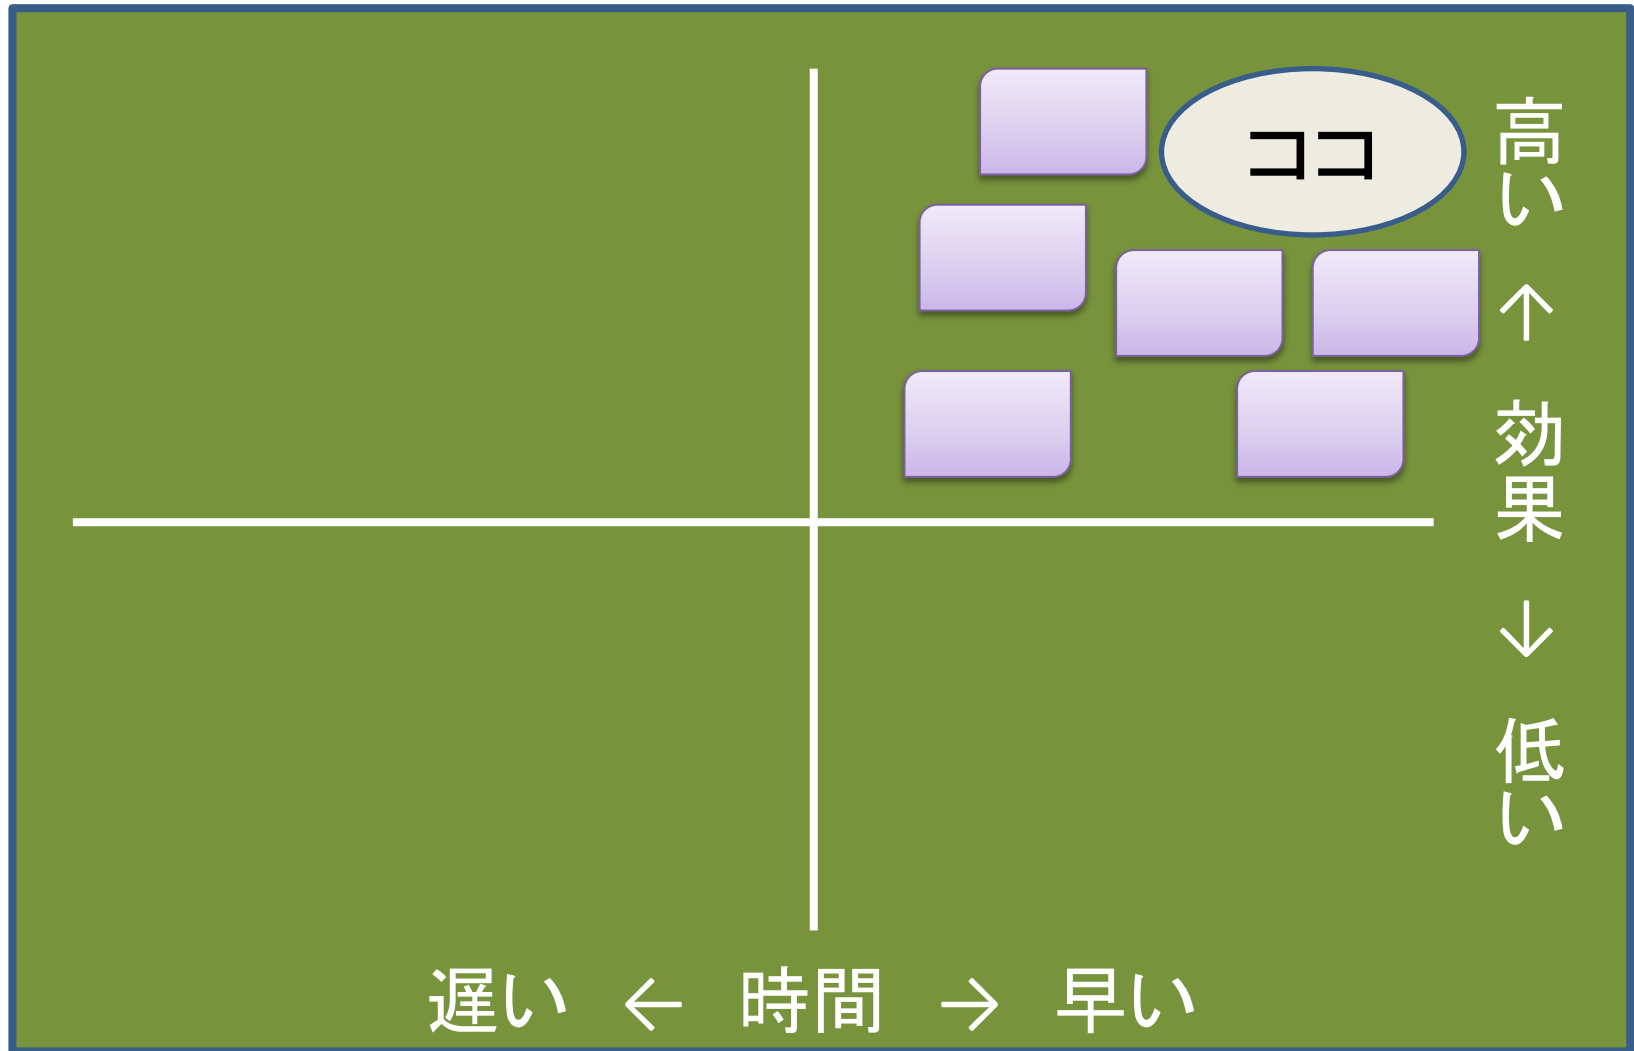 ココ
高い ↑ 効果 ↓ 低い
遅い ← 時間 → 早い